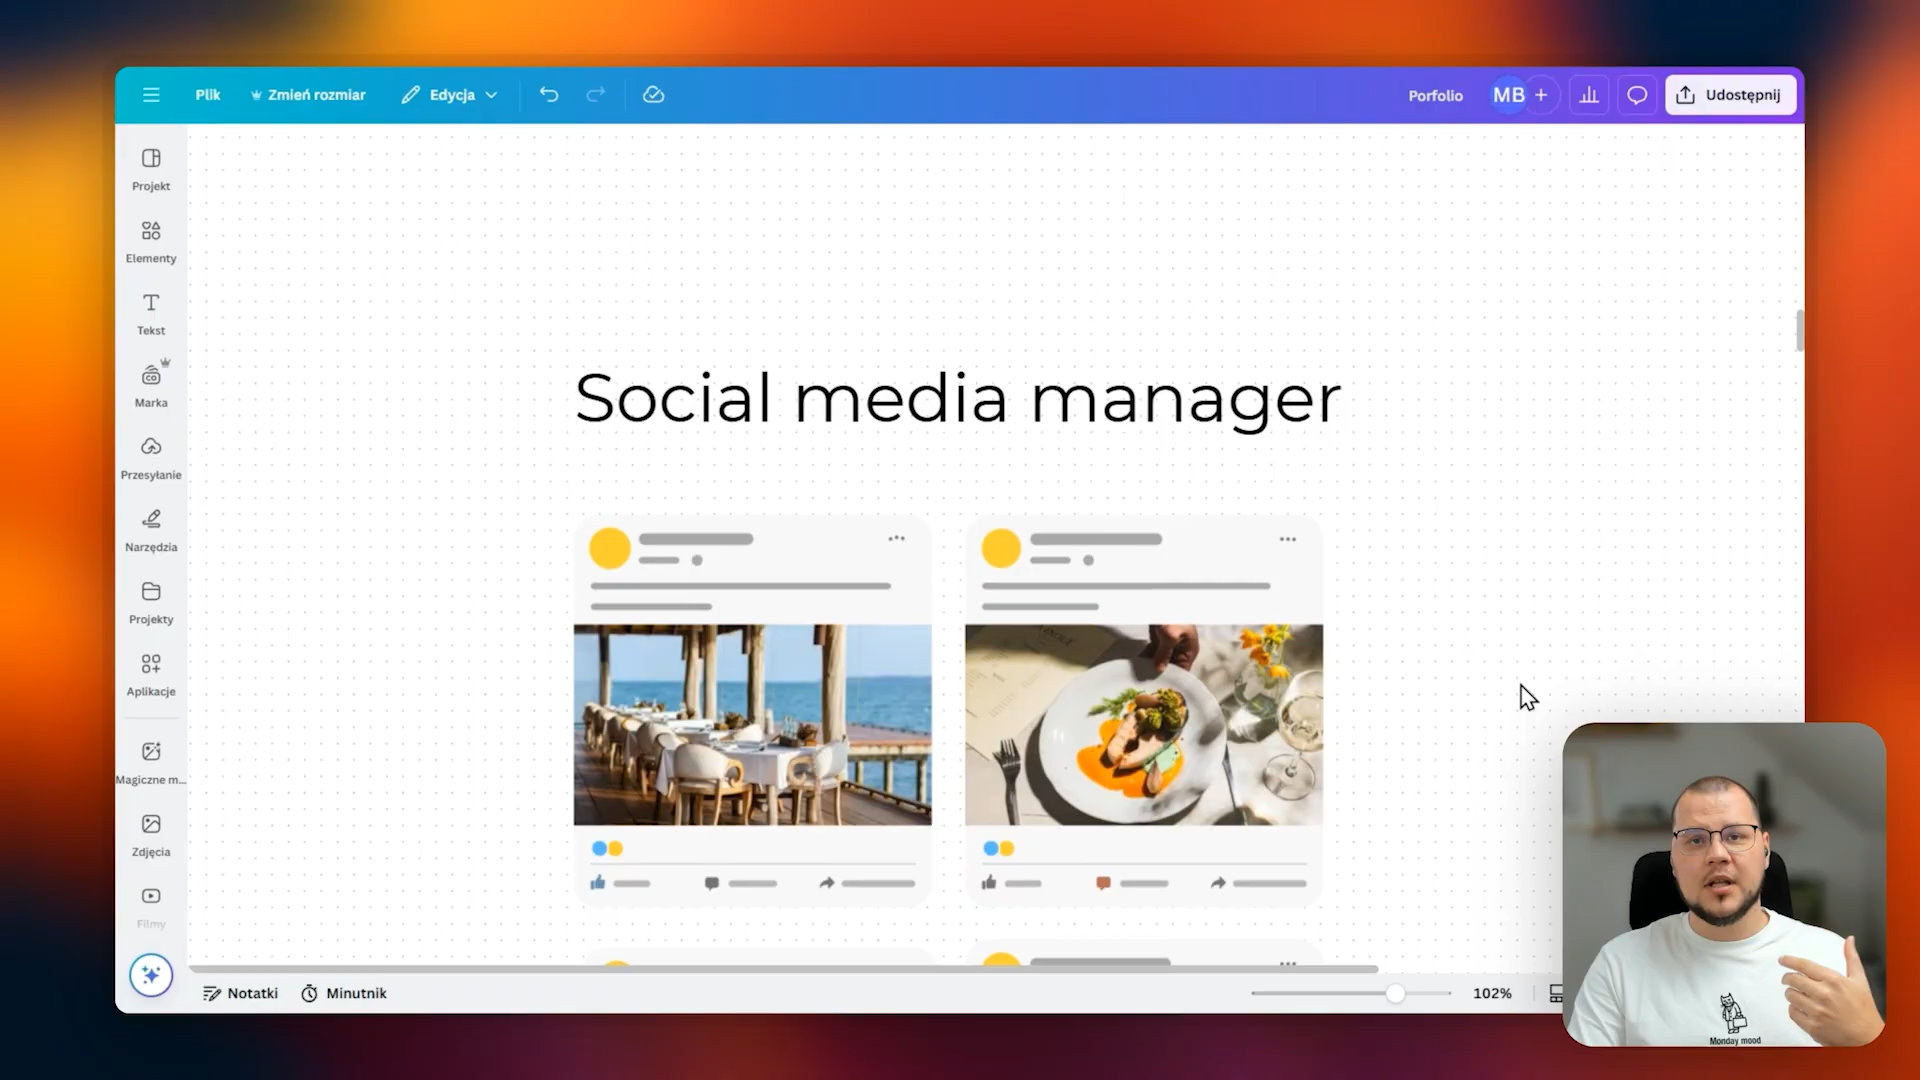 Plik
Zmień rozmiar
Edycja
Porfolio
MB
+
Udostępnij
Projekt
Elementy
Tekst
Marka
Przesyłanie
Narzędzia
Projekty
Aplikacje
Magiczne m...
Zdjęcia
Filmy
Social media manager
Notatki
Minutnik
102%
Monday mood